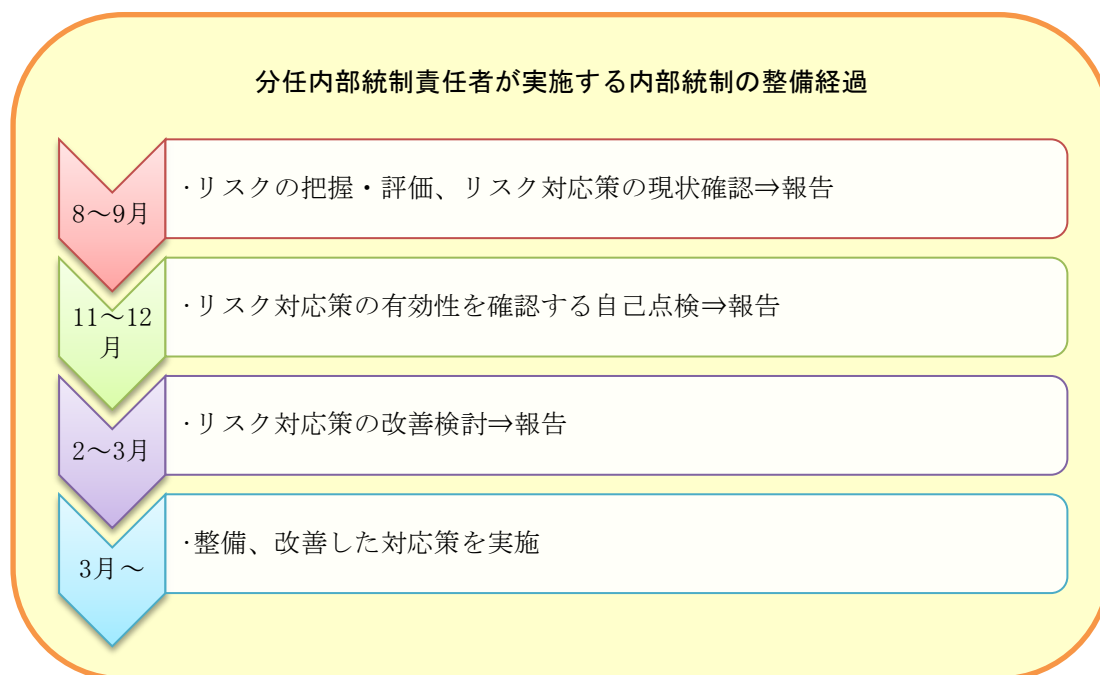 分任内部統制責任者が実施する内部統制の整備経過
8～9月
·リスクの把握・評価、リスク対応策の現状確認⇒報告
11～12
月
·リスク対応策の有効性を確認する自己点検⇒報告
2～3月
·リスク対応策の改善検討⇒報告
3月～
·整備、改善した対応策を実施